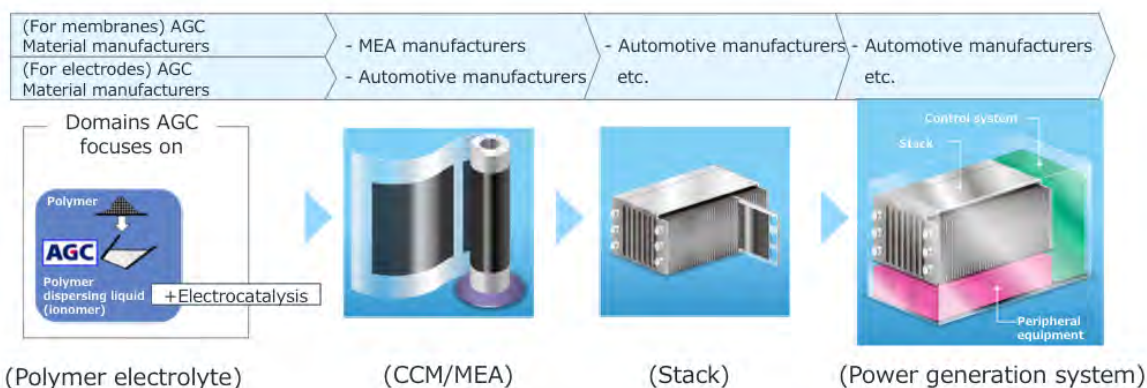 (For membranes) AGC
Material manufacturers
(For electrodes) AGC
Material manufacturers
- MEA manufacturers
- Automotive manufacturers
- Automotive manufacturers
etc.
- Automotive manufacturers
etc.
Domains AGC
focuses on
Polymer
AGC
Polymer
dispersing liquid
(ionomer)
+Electrocatalysis
Control system
Stack
Peripheral
equipment
(Polymer electrolyte)
(CCM/MEA)
(Stack)
(Power generation system)